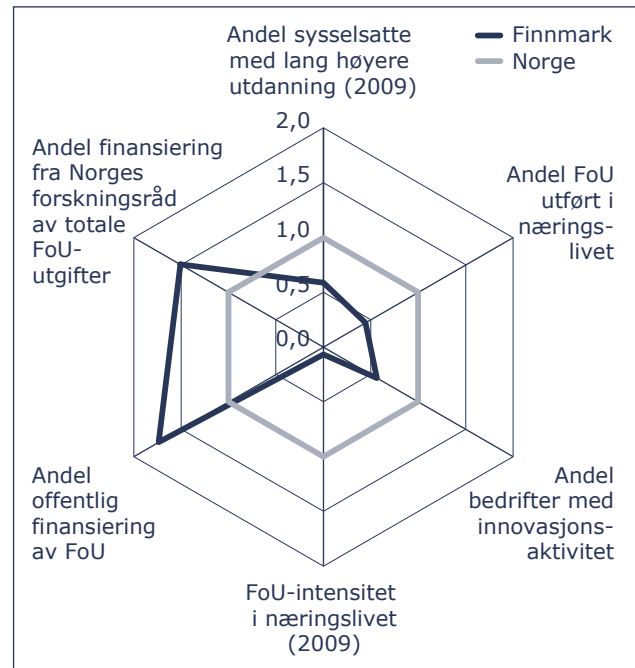 Andel sysselsatte
med lang høyere
utdanning (2009)
Finnmark
Norge
2,0
1,5
1,0
0,5
0,0
Andel FoU
utført i
nærings-
livet
Andel
bedrifter med
innovasjons-
aktivitet
FoU-intensitet
i næringslivet
(2009)
Andel
offentlig
finansiering
av FoU
Andel finansiering
fra Norges
forskningsråd
av totale
FoU-
utgifter